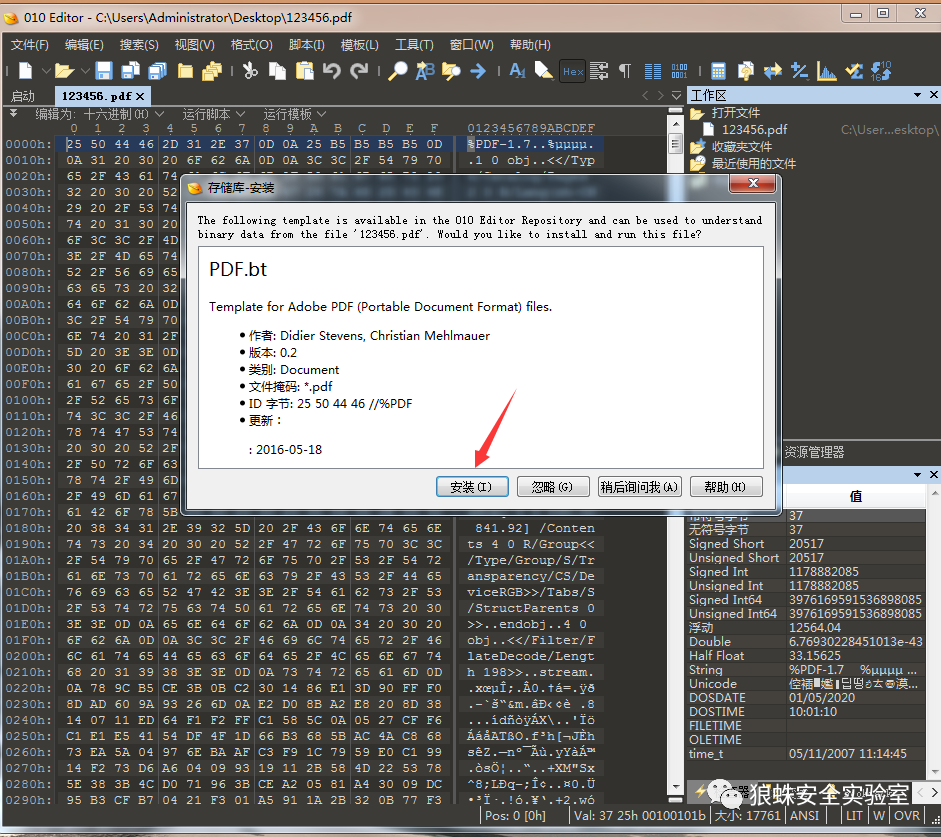 010 Editor - C:\Users\Administrator\Desktop\123456.pdf
文件(F) 编辑(E) 搜索(S) 视图(V) 格式(O) 脚本(I) 模板(L) 工具(T) 窗口(W) 帮助(H)
Hex
启动 123456.pdf
工作区
编辑为: 十六进制(H) 运行脚本 运行模板
打开文件
123456.pdf C:\User...esktop\
收藏夹文件
最近使用的文件
0 1 2 3 4 5 6 7 8 9 A B C D E F 0123456789ABCDEF
0000h: 25 50 44 46 2D 31 2E 37 0D 0A 25 B5 B5 B5 B5 0D %PDF-1.7..%µµµµ.
0010h: 0A 31 20 30 20 6F 62 6A 0D 0A 3C 3C 2F 54 79 70 .1 0 obj..<</Typ
0020h: 65 2F 43 61 74
0030h: 32 20 30 20 52
0040h: 29 20 2F 53 74
0050h: 74 20 31 30 20
0060h: 6F 3C 3C 2F 4D
0070h: 3E 2F 4D 65 74
0080h: 52 2F 56 69 65
0090h: 63 65 73 20 32
00A0h: 64 6F 62 6A 0D
00B0h: 3C 2F 54 79 70
00C0h: 6E 74 20 31 2F
00D0h: 5D 20 3E 3E 0D
00E0h: 30 20 6F 62 6A
00F0h: 61 67 65 2F 50
0100h: 2F 52 65 73 6F
0110h: 74 3C 3C 2F 46
0120h: 78 74 47 53 74
0130h: 20 30 20 52 2F
0140h: 2F 50 72 6F 63
0150h: 78 74 2F 49 6D
0160h: 2F 49 6D 61 67
0170h: 61 42 6F 78 5B
存储库-安装
The following template is available in the 010 Editor Repository and can be used to understand
binary data from the file '123456.pdf'. Would you like to install and run this file?
PDF.bt
Template for Adobe PDF (Portable Document Format) files.
作者: Didier Stevens, Christian Mehlmauer
版本: 0.2
类别: Document
文件掩码: *.pdf
ID 字节: 25 50 44 46 //%PDF
更新：
: 2016-05-18
安装(I) 忽略(G) 稍后询问我(A) 帮助(H)
0180h: 20 38 34 31 2E 39 32 5D 20 2F 43 6F 6E 74 65 6E 841.92] /Conten
0190h: 74 73 20 34 20 30 20 52 2F 47 72 6F 75 70 3C 3C ts 4 0 R/Group<<
01A0h: 2F 54 79 70 65 2F 47 72 6F 75 70 2F 53 2F 54 72 /Type/Group/S/Tr
01B0h: 61 6E 73 70 61 72 65 6E 63 79 2F 43 53 2F 44 65 ansparency/CS/De
01C0h: 76 69 63 65 52 47 42 3E 3E 2F 54 61 62 73 2F 53 viceRGB>>/Tabs/S
01D0h: 2F 53 74 72 75 63 74 50 61 72 65 6E 74 73 20 30 /StructParents 0
01E0h: 3E 3E 0D 0A 65 6E 64 6F 62 6A 0D 0A 34 20 30 20 >>..endobj..4 0
01F0h: 6F 62 6A 0D 0A 3C 3C 2F 46 69 6C 74 65 72 2F 46 obj..<</Filter/F
0200h: 6C 61 74 65 44 65 63 6F 64 65 2F 4C 65 6E 67 74 lateDecode/Lengt
0210h: 68 20 31 39 38 3E 3E 0D 0A 73 74 72 65 61 6D 0D h 198>>..stream.
0220h: 0A 78 9C B5 CE 3B 0B C2 30 14 86 E1 3D 90 FF F0
0230h: 8D AD 60 9A 93 26 6D 0A E2 D0 8B A2 E8 20 8D 38
0240h: 14 07 11 ED 64 F1 F2 FF C1 58 5C 0A 05 27 CF F6
0250h: C1 E1 E5 41 54 DF 4F 1D 66 B3 68 5B AC 4A C8 68
0260h: 73 EA 5A 04 97 6E BA AF C3 F9 1C 79 59 E0 C1 99
0270h: 14 F2 73 D6 A6 04 09 93 19 11 2B 58 4D 22 53 78
0280h: 5E 38 3B 4C D0 71 96 3B CE A2 05 81 A4 30 09 DC
0290h: 95 B3 CF B7 04 21 F3 01 A5 91 1A 2B 32 0B 77 F3
资源管理器
值
37
无符号字节 37
Signed Short 20517
Unsigned Short 20517
Signed Int 1178882085
Unsigned Int 1178882085
Signed Int64 3976169591536898085
Unsigned Int64 3976169591536898085
浮动 12564.04
Double 6.76930228451013e-43
Half Float 33.15625
String %PDF-1.7 %µµµµ ...
Unicode
DOSDATE 01/05/2020
DOSTIME 10:01:10
FILETIME
OLETIME
time_t 05/11/2007 11:14:45
狼蛛安全实验室
Pos: 0 [0h] Val: 37 25h 00100101b 大小: 17761 ANSI LIT W OVR